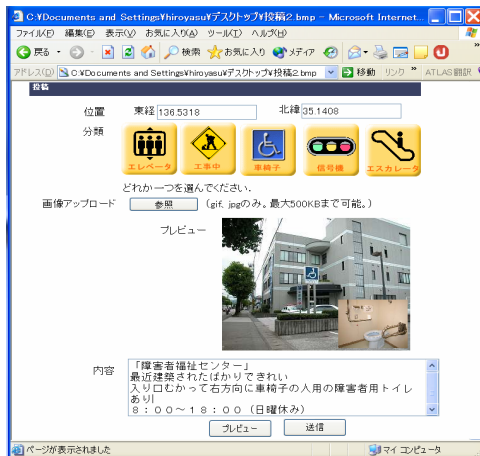 C:¥Documents and Settings¥hiroyasu¥デスクトップ¥投稿2.bmp - Microsoft Internet...
ファイル(F) 編集(E) 表示(V) お気に入り(A) ツール(T) ヘルプ(H)
戻る 検索 お気に入り メディア
アドレス(D) C:¥Documents and Settings¥hiroyasu¥デスクトップ¥投稿2.bmp 移動 リンク ATLAS翻訳
投稿
位置 東経 136.5318 北緯 35.1408
分類
エレベータ 工事中 車椅子 信号機 エスカレータ
どれか一つを選んでください.
画像アップロード 参照 (gif, jpgのみ。最大500KBまで可能。)
プレビュー
内容
「障害者福祉センター」
最近建築されたばかりできれい
入り口むかって右方向に車椅子の人用の障害者用トイレ
あり
8:00~18:00(日曜休み)
プレビュー 送信
ページが表示されました マイ コンピュータ